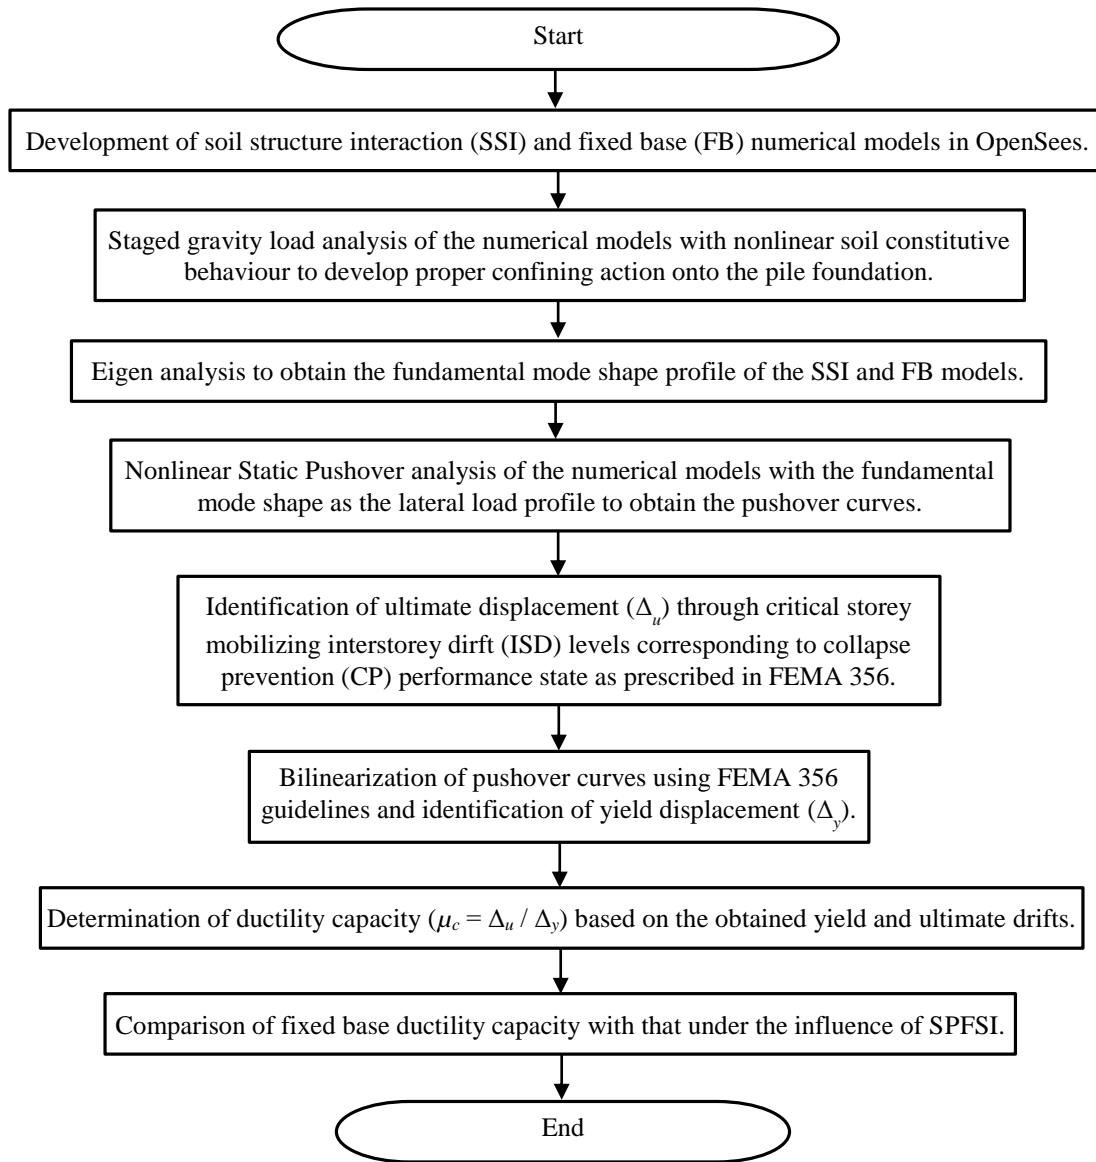 Start
Development of soil structure interaction (SSI) and fixed base (FB) numerical models in OpenSees.
Staged gravity load analysis of the numerical models with nonlinear soil constitutive
behaviour to develop proper confining action onto the pile foundation.
Eigen analysis to obtain the fundamental mode shape profile of the SSI and FB models.
Nonlinear Static Pushover analysis of the numerical models with the fundamental
mode shape as the lateral load profile to obtain the pushover curves.
Identification of ultimate displacement (Δu) through critical storey
mobilizing interstorey dirft (ISD) levels corresponding to collapse
prevention (CP) performance state as prescribed in FEMA 356.
Bilinearization of pushover curves using FEMA 356
guidelines and identification of yield displacement (Δy).
Determination of ductility capacity (μc = Δu / Δy) based on the obtained yield and ultimate drifts.
Comparison of fixed base ductility capacity with that under the influence of SPFSI.
End